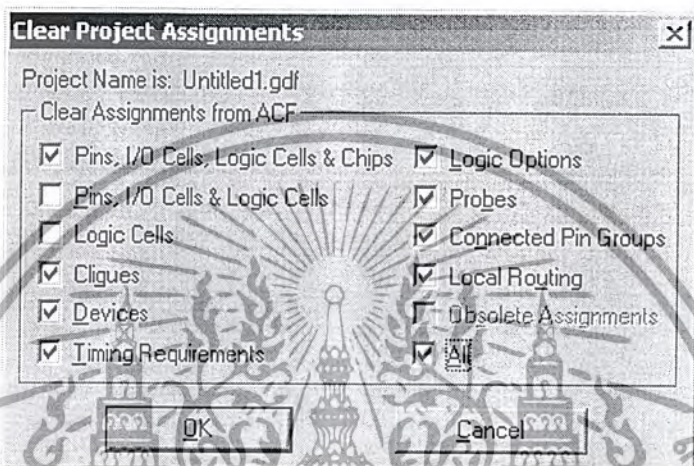 Clear Project Assignments
Project Name is: Untitled1.gdf
Clear Assignments from ACF
Pins, I/O Cells, Logic Cells & Chips
Pins, I/O Cells & Logic Cells
Logic Cells
Cligues
Devices
Timing Requirements
Logic Options
Probes
Connected Pin Groups
Local Routing
Obsolete Assignments
All
OK
Cancel